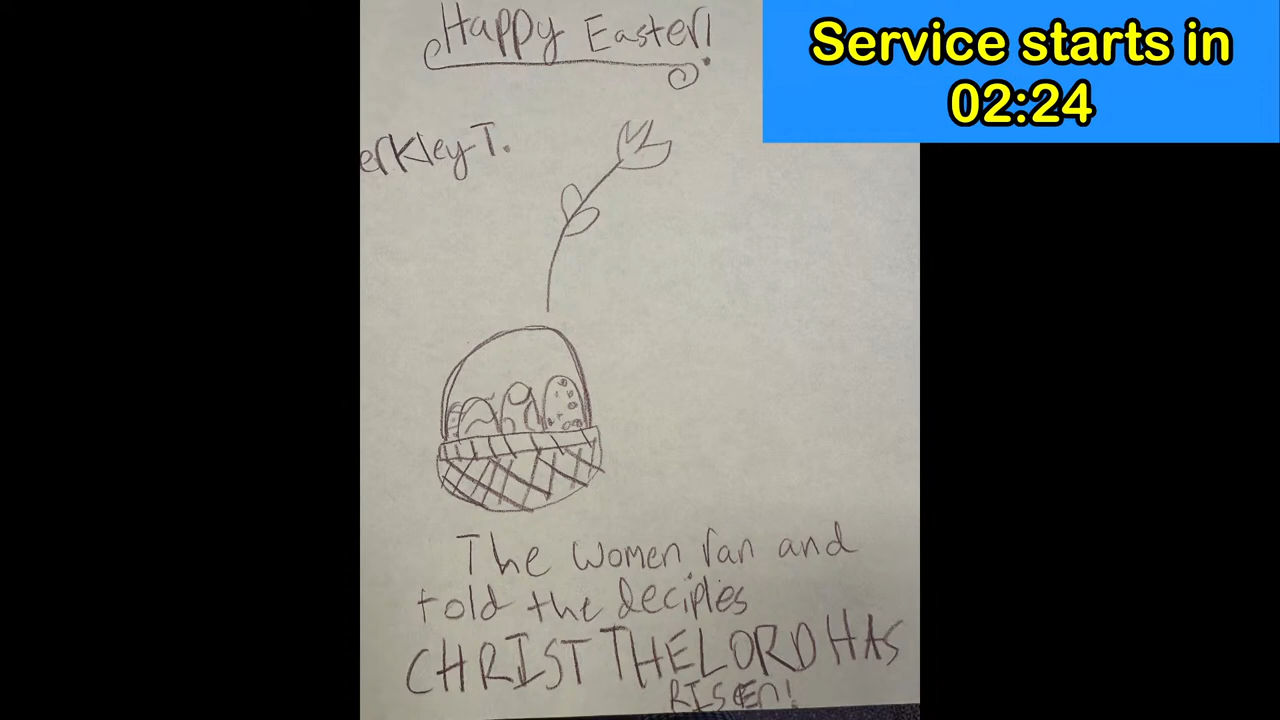 Happy Easter!
Service starts in
02:24
erkley T.
The women ran and
told the deciples
CHRIST THE LORD HAS
RISEn!